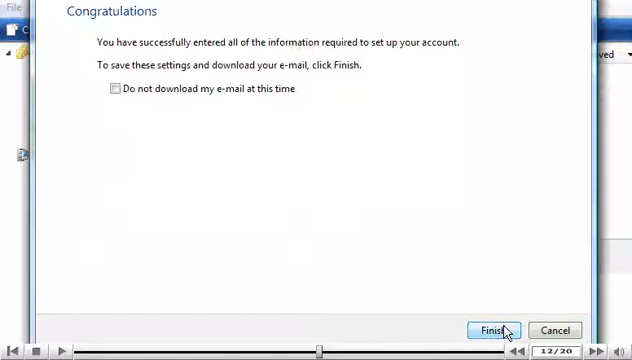 File
Congratulations
ved
You have successfully entered all of the information required to set up your account.
To save these settings and download your e-mail, click Finish.
Do not download my e-mail at this time
Finish
Cancel
12/20